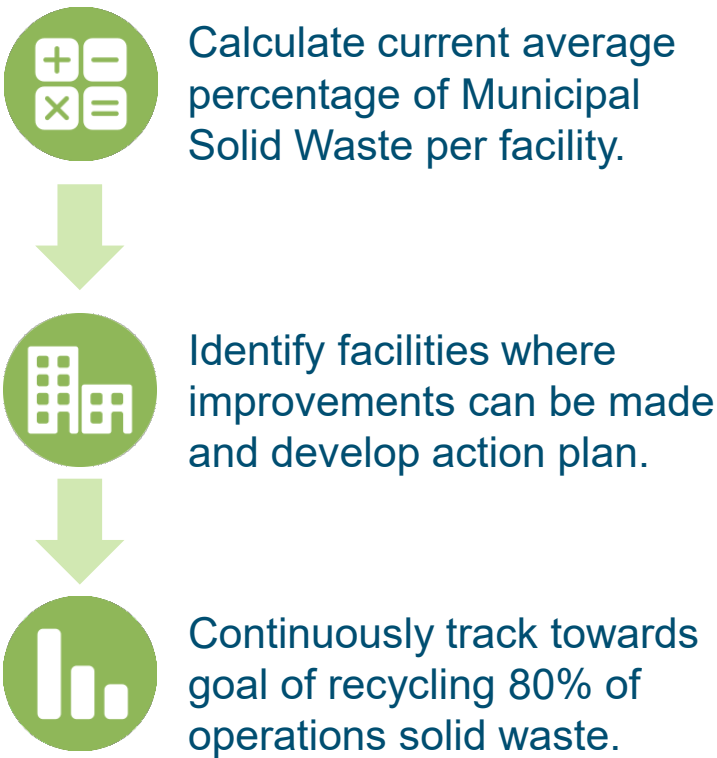 Calculate current average
percentage of Municipal
Solid Waste per facility.
Identify facilities where
improvements can be made
and develop action plan.
Continuously track towards
goal of recycling 80% of
operations solid waste.